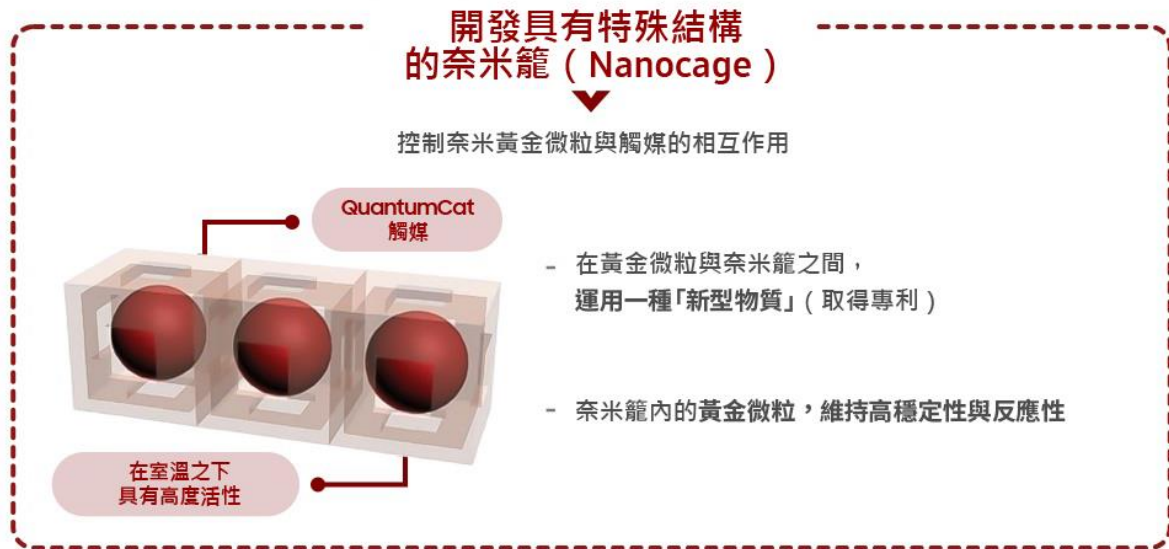 開發具有特殊結構
的奈米籠（Nanocage）
控制奈米黃金微粒與觸媒的相互作用
QuantumCat
觸媒
- 在黃金微粒與奈米籠之間，
運用一種「新型物質」（取得專利）
- 奈米籠內的黃金微粒，維持高穩定性與反應性
在室溫之下
具有高度活性